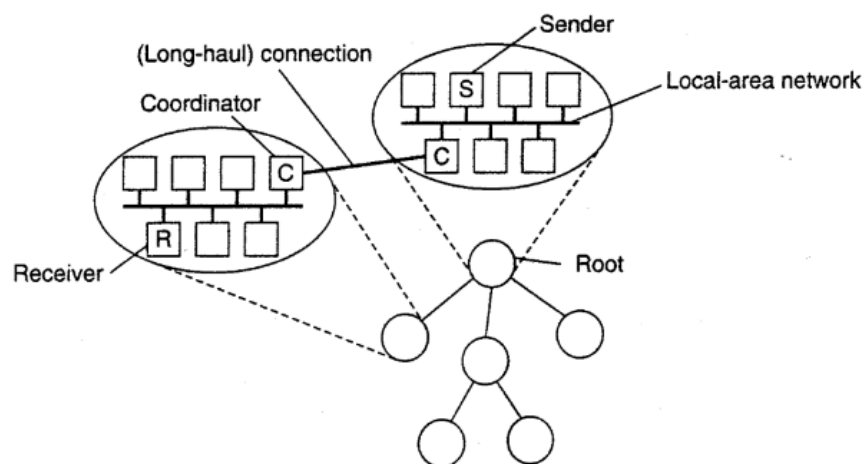 Sender
(Long-haul) connection
Local-area network
S
Coordinator
C
C
R
Receiver
Root